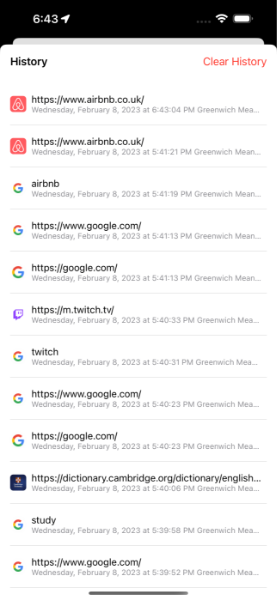 6:43
History
Clear History
https://www.airbnb.co.uk/
Wednesday, February 8, 2023 at 6:43:04 PM Greenwich Mean...
https://www.airbnb.co.uk/
Wednesday, February 8, 2023 at 5:41:21 PM Greenwich Mean...
airbnb
Wednesday, February 8, 2023 at 5:41:19 PM Greenwich Mean...
https://www.google.com/
Wednesday, February 8, 2023 at 5:41:13 PM Greenwich Mean...
https://google.com/
Wednesday, February 8, 2023 at 5:41:13 PM Greenwich Mean...
https://m.twitch.tv/
Wednesday, February 8, 2023 at 5:40:33 PM Greenwich Mea...
twitch
Wednesday, February 8, 2023 at 5:40:31 PM Greenwich Mea...
https://www.google.com/
Wednesday, February 8, 2023 at 5:40:23 PM Greenwich Mea...
https://google.com/
Wednesday, February 8, 2023 at 5:40:23 PM Greenwich Mea...
https://dictionary.cambridge.org/dictionary/english...
Wednesday, February 8, 2023 at 5:40:06 PM Greenwich Mea...
study
Wednesday, February 8, 2023 at 5:39:58 PM Greenwich Mea...
https://www.google.com/
Wednesday, February 8, 2023 at 5:39:52 PM Greenwich Mea...